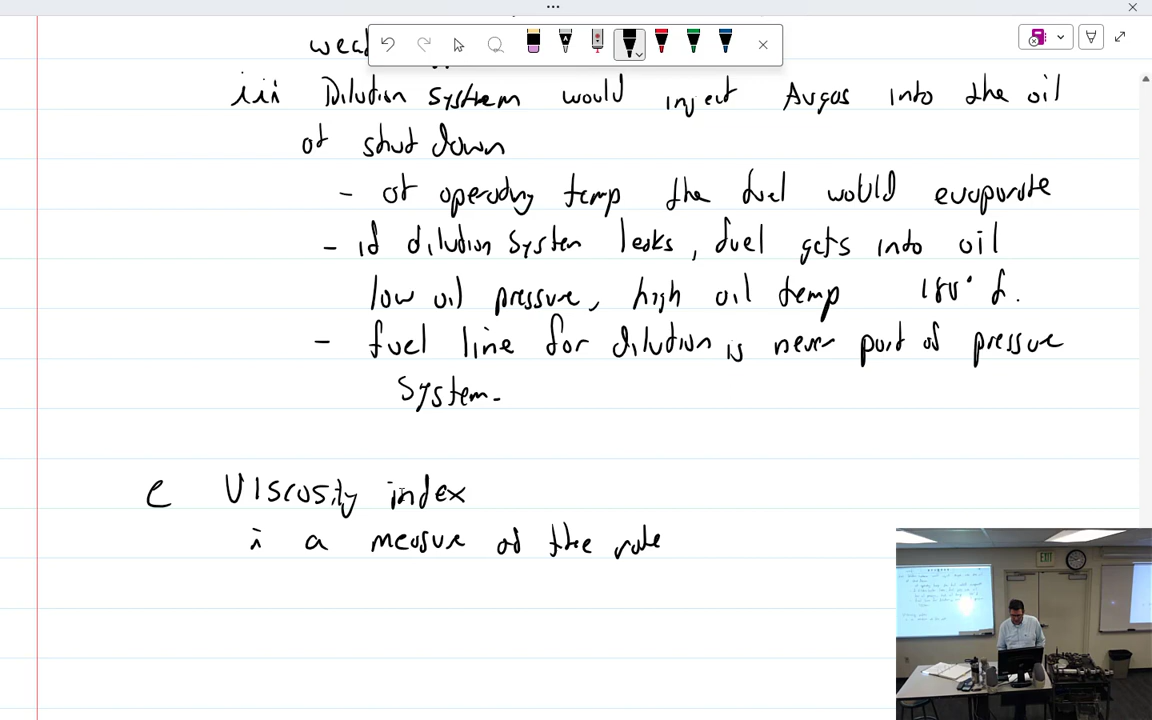 iii Dilution system would inject Avgas into the oil
at shut down
- at operating temp the fuel would evaporate
- if dilution system leaks, fuel gets into oil
low oil pressure, high oil temp 180° f.
- fuel line for dilution is never part of pressure
system.
e Viscosity index
i a measure of the rate
EXIT